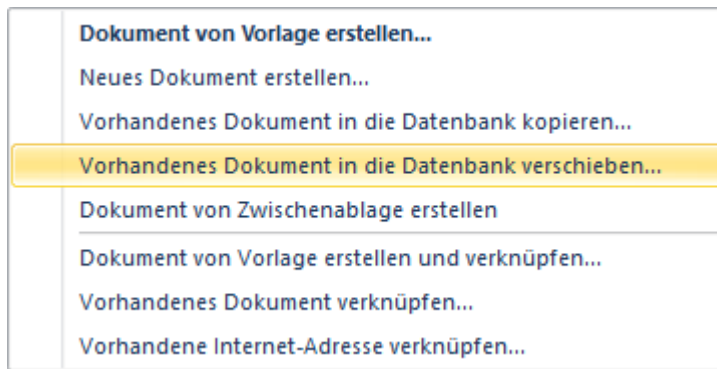 Dokument von Vorlage erstellen...
Neues Dokument erstellen...
Vorhandenes Dokument in die Datenbank kopieren...
Vorhandenes Dokument in die Datenbank verschieben...
Dokument von Zwischenablage erstellen
Dokument von Vorlage erstellen und verknüpfen...
Vorhandenes Dokument verknüpfen...
Vorhandene Internet-Adresse verknüpfen...